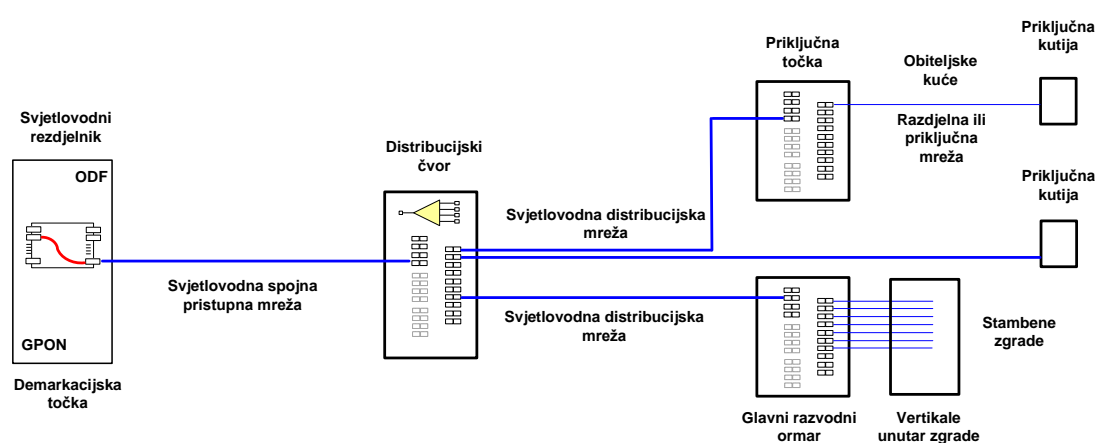 Svjetlovodni
rezdjelnik
ODF
GPON
Demarkacijska
točka
Svjetlovodna spojna
pristupna mreža
Distribucijski
čvor
Svjetlovodna distribucijska
mreža
Svjetlovodna distribucijska
mreža
Priključna
točka
Obiteljske
kuće
Razdjelna ili
priključna
mreža
Priključna
kutija
Priključna
kutija
Stambene
zgrade
Glavni razvodni
ormar
Vertikale
unutar zgrade